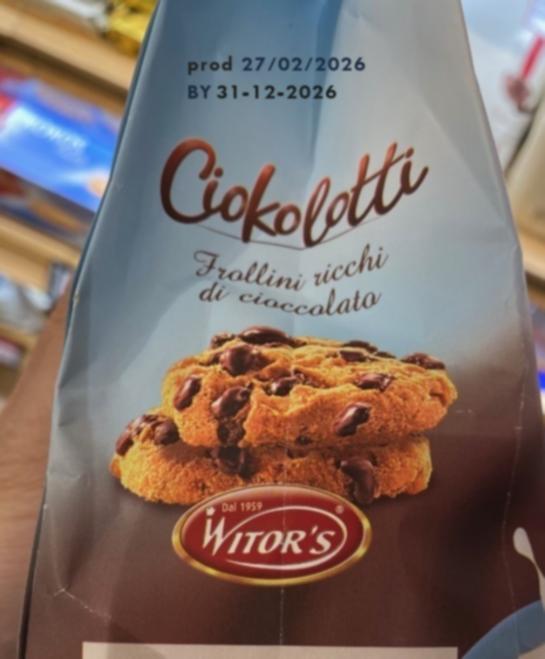 prod 27/02/2026
BY 31-12-2026
Ciokolotti
Frollini ricchi
di cioccolato
Dal 1959
WITOR'S
®